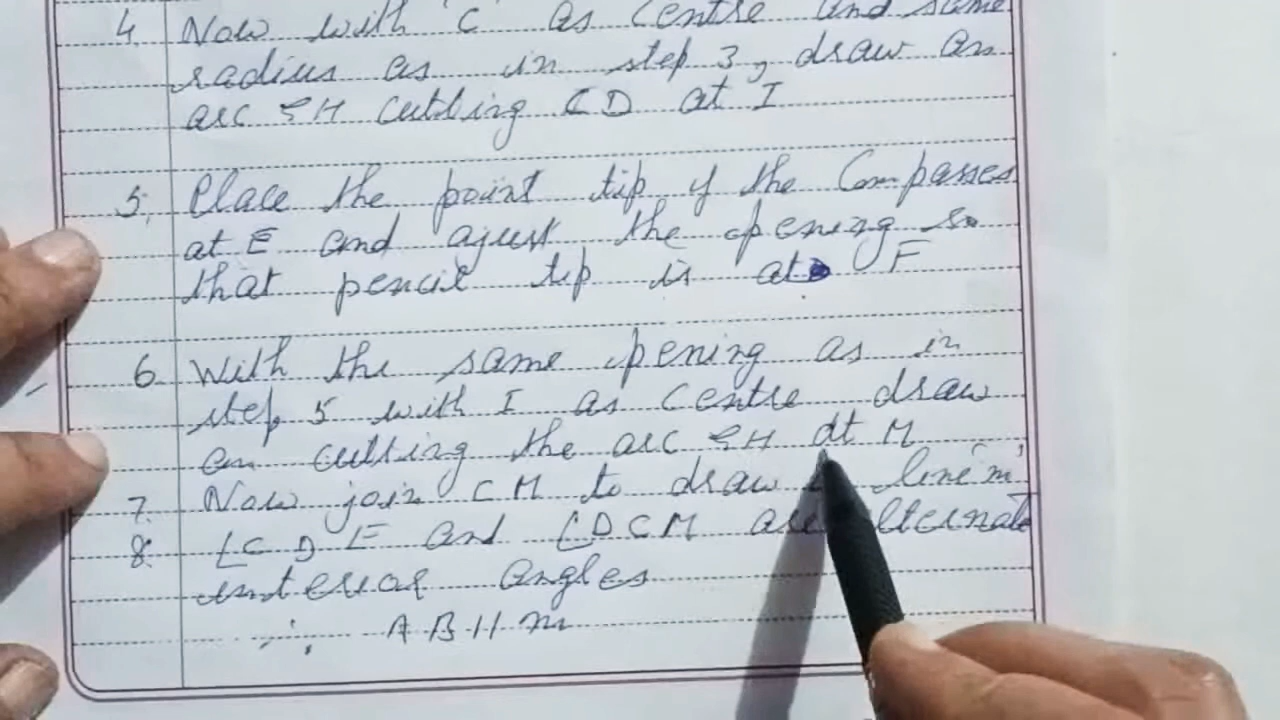 4. Now with 'C' as centre and same
radius as in step 3, draw an
arc GH cutting CD at I
5. Place the point tip of the Compasses
at E and ajust the opening so
that pencil tip is at F
6. With the same opening as in
step 5 with I as centre draw
an cutting the arc GH at M
7. Now join CM to draw line 'm'
8. ∠CDE and ∠DCM are alternate
interior angles
∴ AB || m